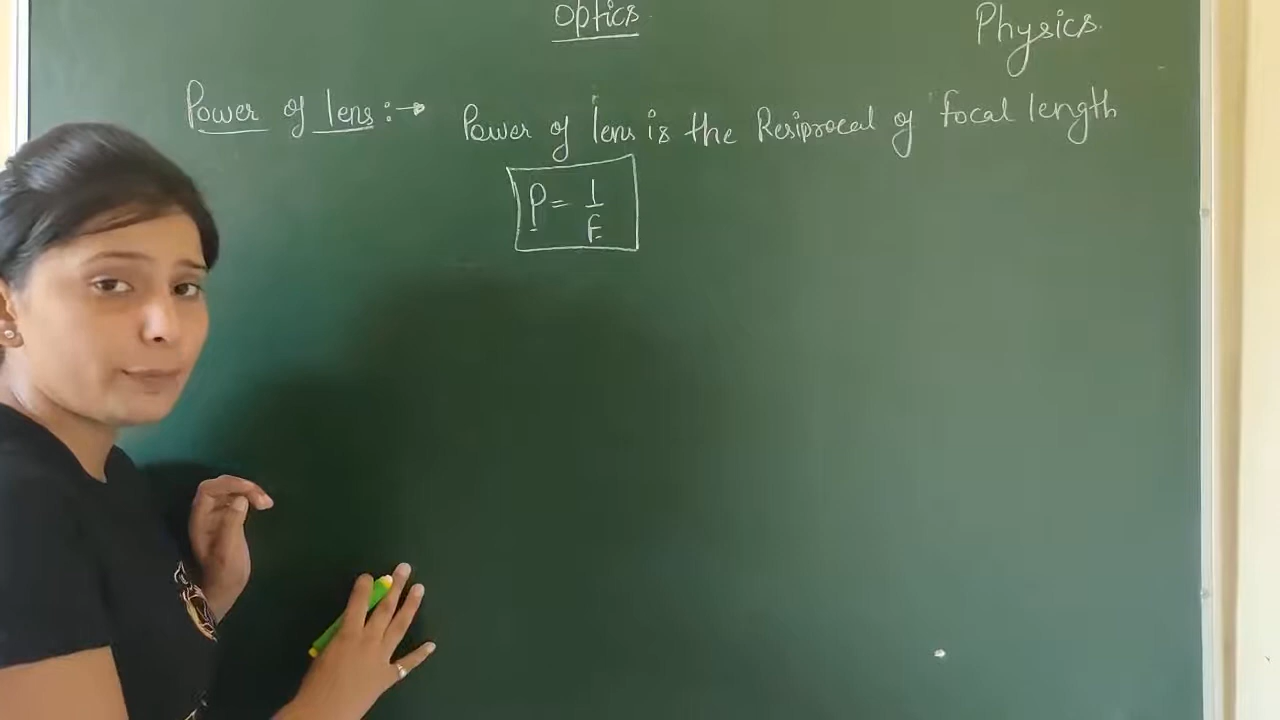 Optics
Physics
Power of lens :→ Power of lens is the Resiprocal of focal length
P = 1/F